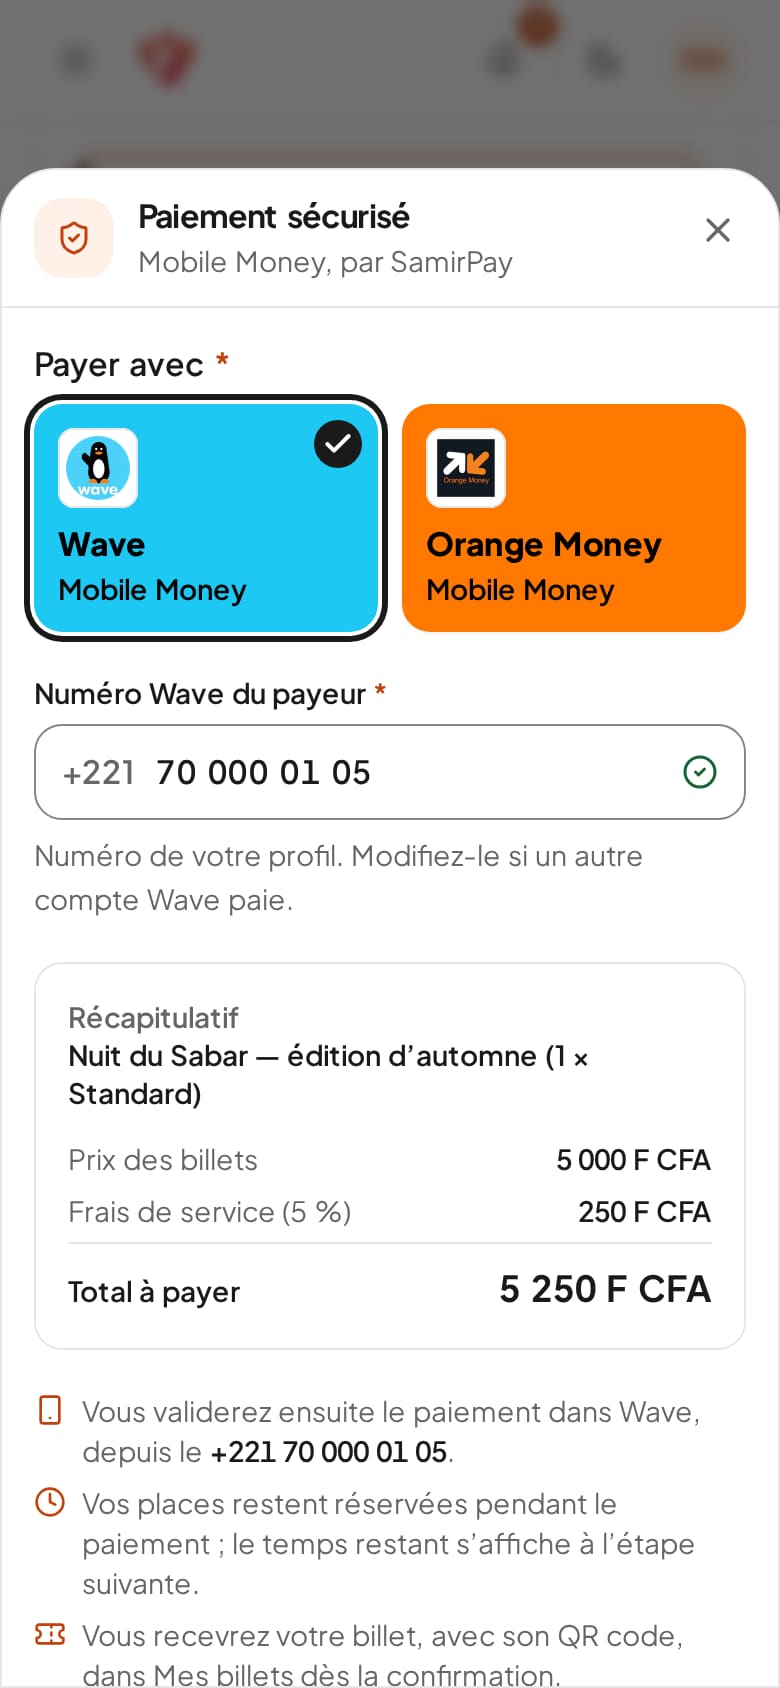 Paiement sécurisé
Mobile Money, par SamirPay
Payer avec *
wave
Orange Money
Wave
Mobile Money
Orange Money
Mobile Money
Numéro Wave du payeur *
+221 70 000 01 05
Numéro de votre profil. Modifiez-le si un autre
compte Wave paie.
Récapitulatif
Nuit du Sabar — édition d’automne (1 ×
Standard)
Prix des billets 5 000 F CFA
Frais de service (5 %) 250 F CFA
Total à payer 5 250 F CFA
Vous validerez ensuite le paiement dans Wave,
depuis le +221 70 000 01 05.
Vos places restent réservées pendant le
paiement ; le temps restant s’affiche à l’étape
suivante.
Vous recevrez votre billet, avec son QR code,
dans Mes billets dès la confirmation.